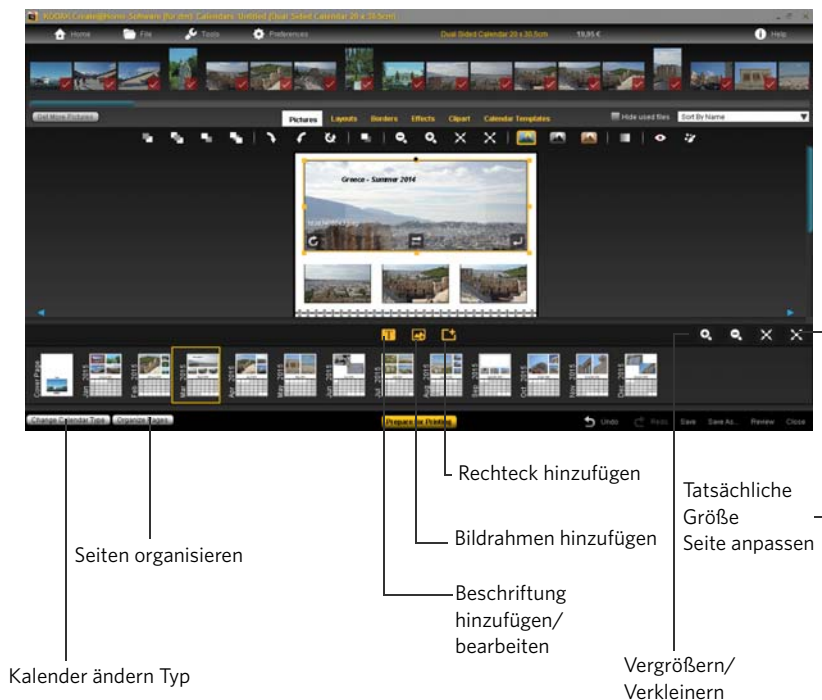 KODAK Create@Home-Software (für dm) Calendars: Untitled (Dual Sided Calendar 20 x 30,5cm)
Home File Tools Preferences Dual Sided Calendar 20 x 30,5cm 19,95 € Help
Get More Pictures Pictures Layouts Borders Effects Clipart Calendar Templates Hide used files Sort By Name
Greece - Summer 2014
Cover Page Jan. 2015 Feb. 2015 Mar. 2015 Apr. 2015 May. 2015 Jun. 2015 Jul. 2015 Aug. 2015 Sep. 2015 Oct. 2015 Nov. 2015 Dec. 2015
Change Calendar Type Organize Pages Prepare for Printing Undo Redo Save Save As... Review Close
Rechteck hinzufügen
Tatsächliche
Größe
Seite anpassen
Bildrahmen hinzufügen
Seiten organisieren
Beschriftung
hinzufügen/
bearbeiten
Kalender ändern Typ
Vergrößern/
Verkleinern